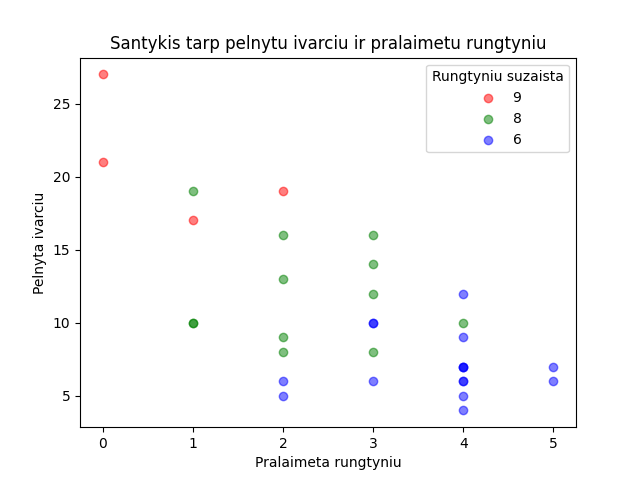 Santykis tarp pelnytu ivarciu ir pralaimetu rungtyniu
Rungtyniu suzaista
9
8
6
Pelnyta ivarciu
25
20
15
10
5
0 1 2 3 4 5
Pralaimeta rungtyniu